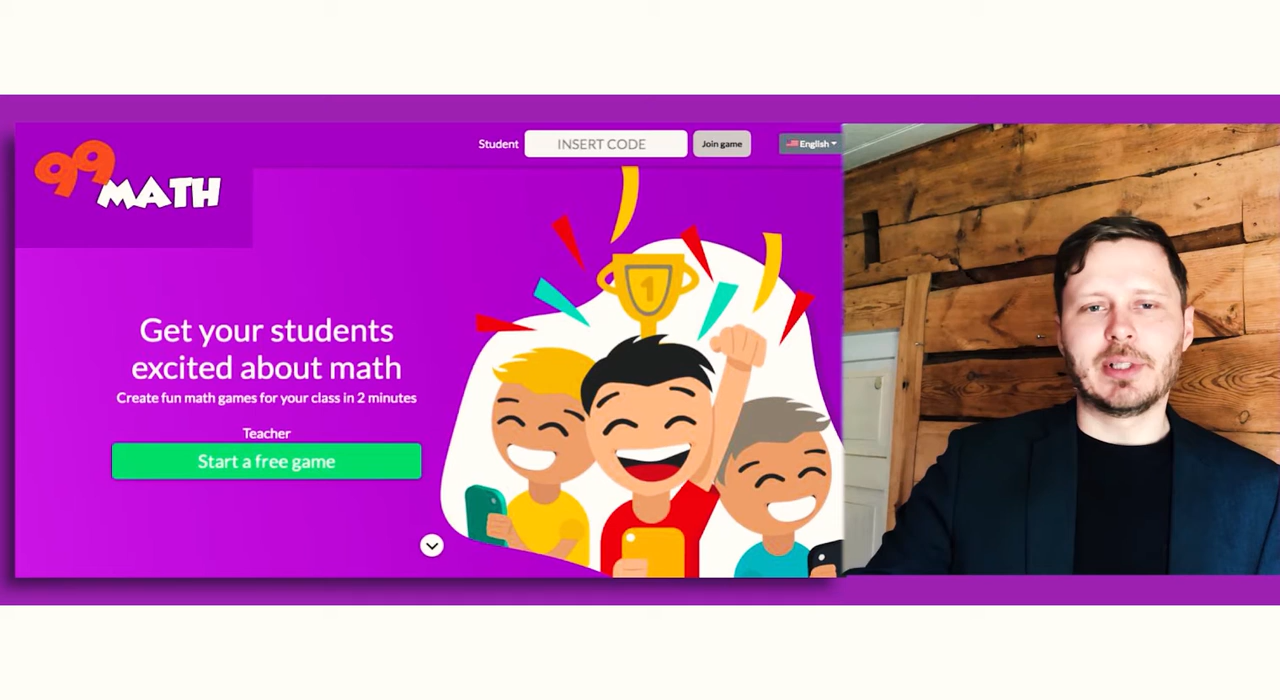 99
MATH
Student
INSERT CODE
Join game
English
Get your students
excited about math
Create fun math games for your class in 2 minutes
Teacher
Start a free game
1